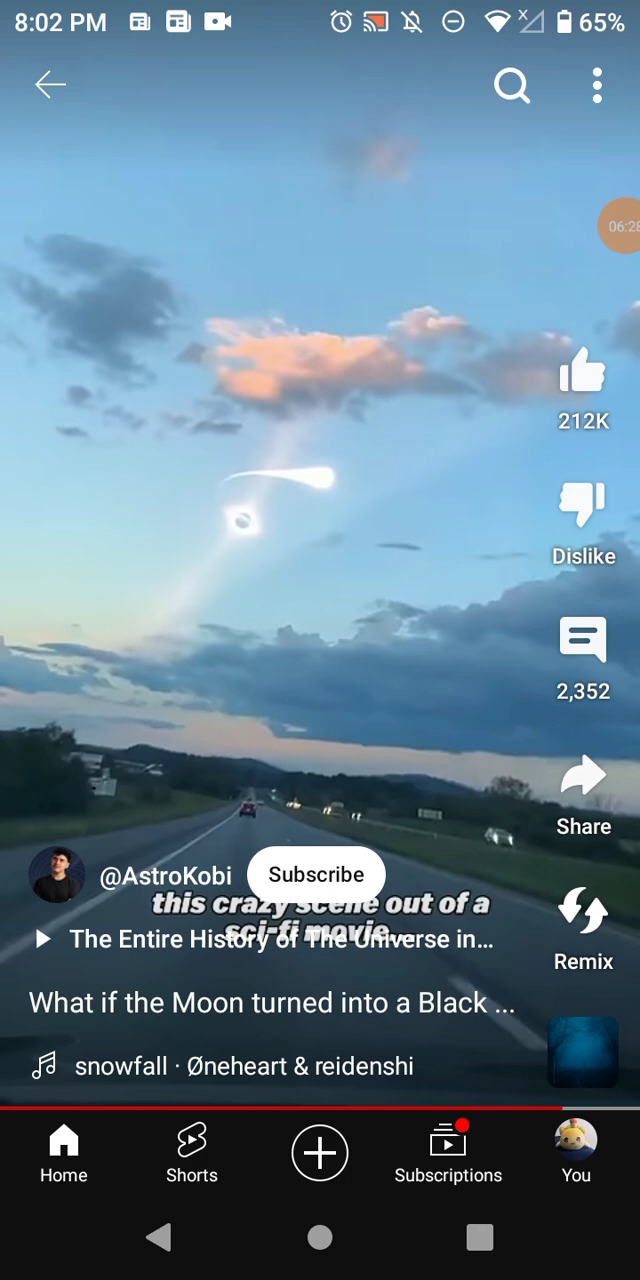 8:02 PM
65%
06:28
212K
Dislike
2,352
Share
@AstroKobi
Subscribe
this crazy scene out of a
sci-fi movie...
The Entire History of The Universe in...
Remix
What if the Moon turned into a Black ...
snowfall · Øneheart & reidenshi
Home
Shorts
Subscriptions
You